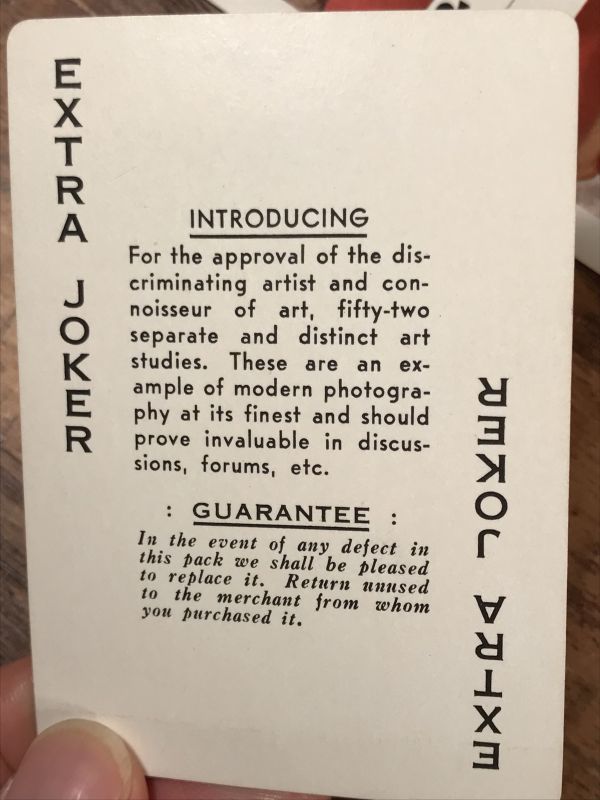 EXTRA JOKER
INTRODUCING
For the approval of the dis-
criminating artist and con-
noisseur of art, fifty-two
separate and distinct art
studies. These are an ex-
ample of modern photogra-
phy at its finest and should
prove invaluable in discus-
sions, forums, etc.
: GUARANTEE :
In the event of any defect in
this pack we shall be pleased
to replace it. Return unused
to the merchant from whom
you purchased it.
EXTRA JOKER